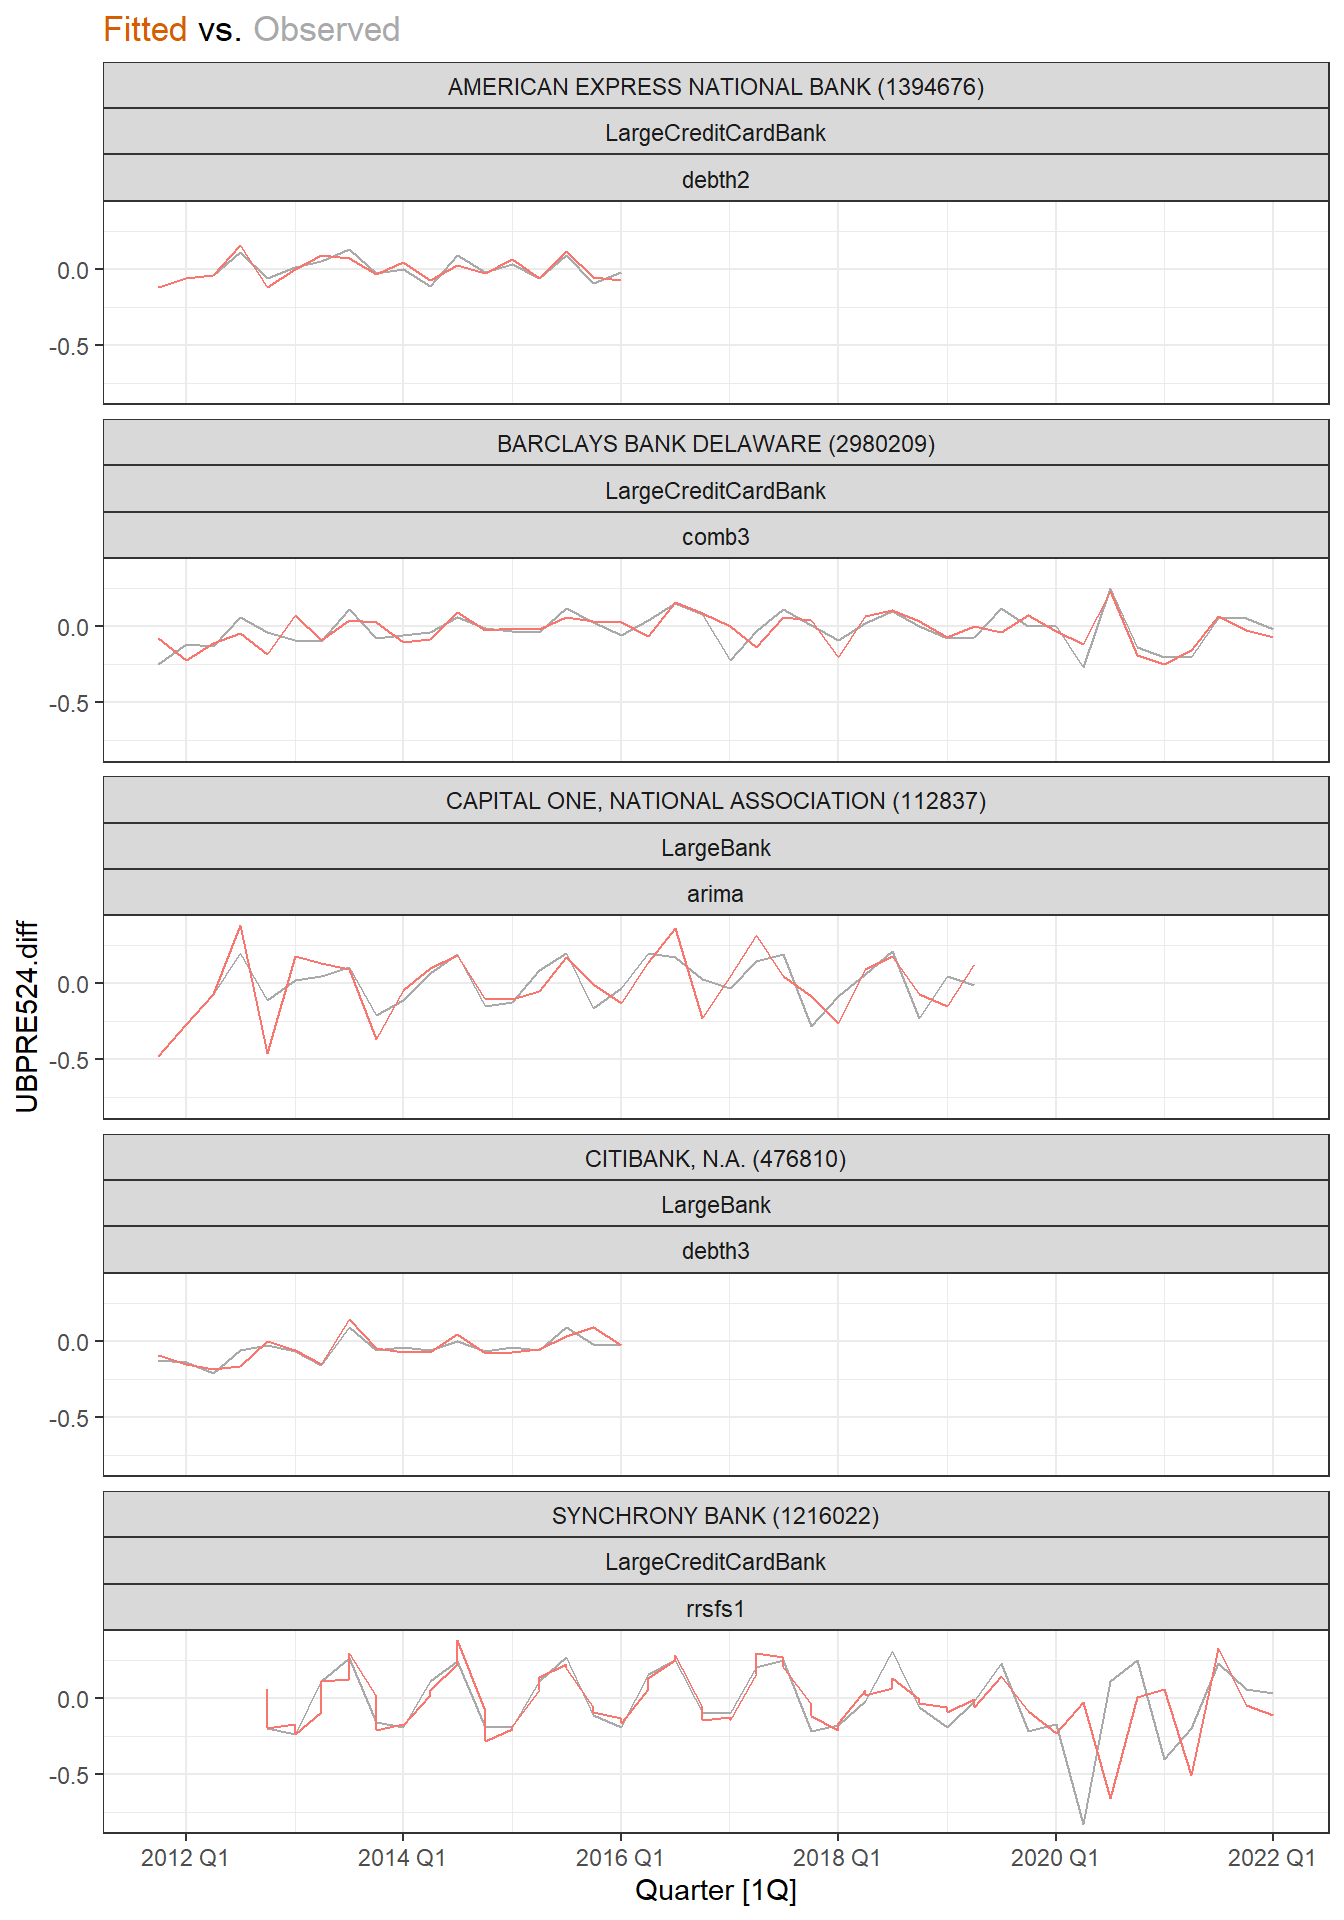 Fitted vs. Observed
AMERICAN EXPRESS NATIONAL BANK (1394676)
LargeCreditCardBank
debth2
0.0
-0.5
BARCLAYS BANK DELAWARE (2980209)
LargeCreditCardBank
comb3
0.0
-0.5
CAPITAL ONE, NATIONAL ASSOCIATION (112837)
LargeBank
arima
0.0
-0.5
UBPRE524.diff
CITIBANK, N.A. (476810)
LargeBank
debth3
0.0
-0.5
SYNCHRONY BANK (1216022)
LargeCreditCardBank
rrsfs1
0.0
-0.5
2012 Q1 2014 Q1 2016 Q1 2018 Q1 2020 Q1 2022 Q1
Quarter [1Q]